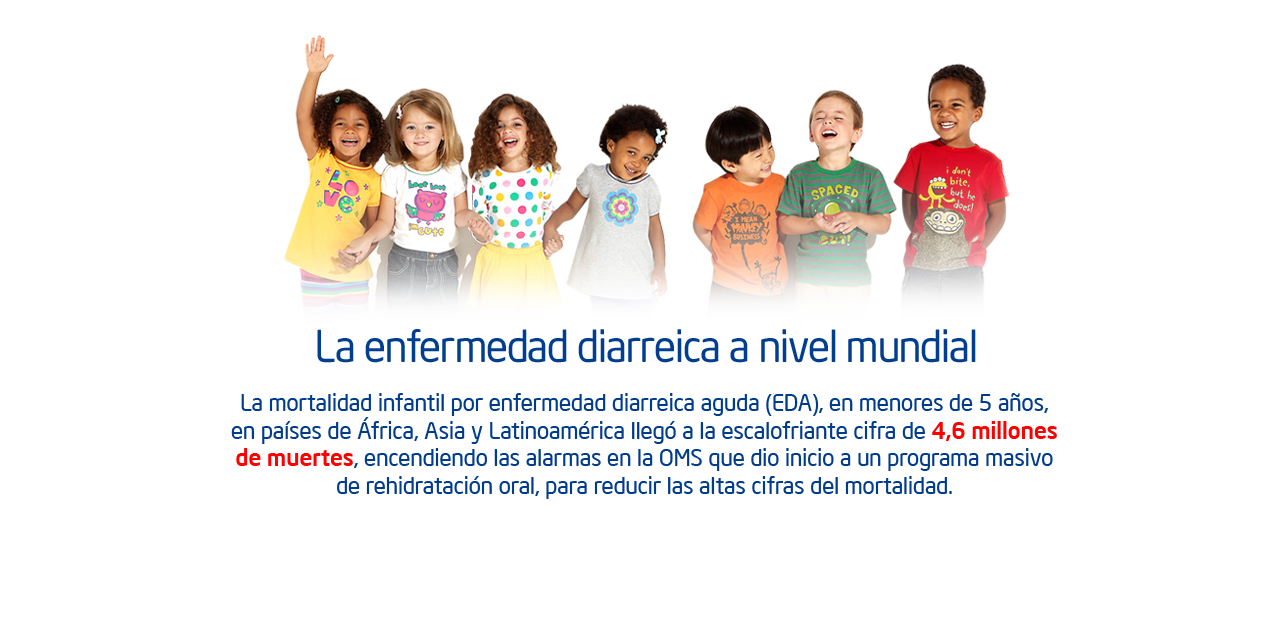 LOVE
hoot hoot
I'm cute
I MEAN
MONKEY
BUSINESS
SPACED
OUT!
i don't
bite,
but he
does!
La enfermedad diarreica a nivel mundial
La mortalidad infantil por enfermedad diarreica aguda (EDA), en menores de 5 años,
en países de África, Asia y Latinoamérica llegó a la escalofriante cifra de 4,6 millones
de muertes, encendiendo las alarmas en la OMS que dio inicio a un programa masivo
de rehidratación oral, para reducir las altas cifras del mortalidad.